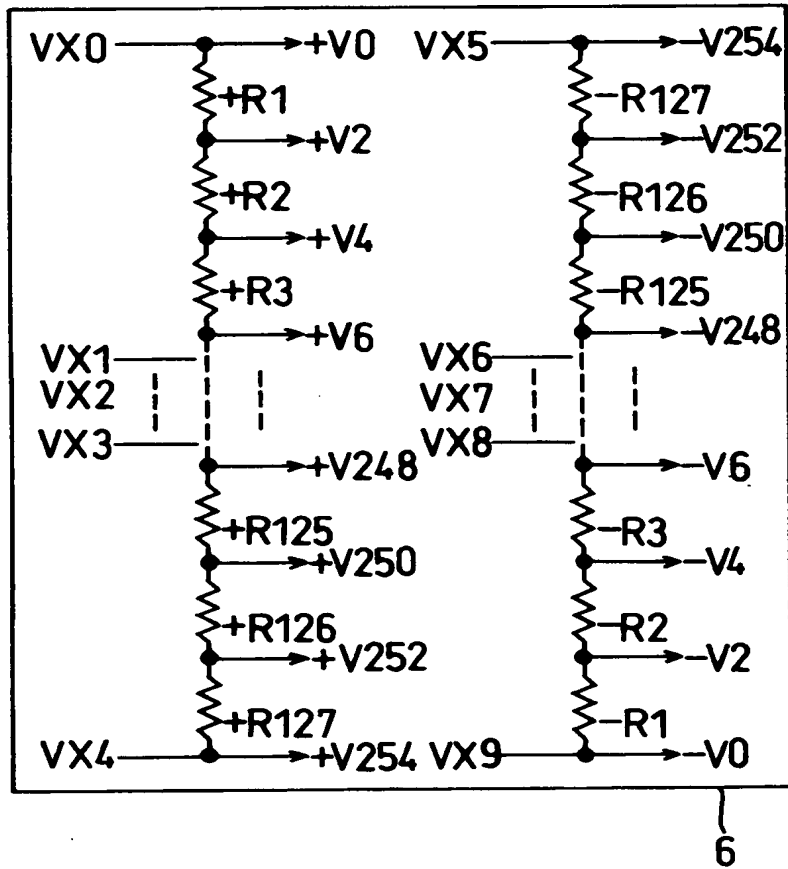 VX0 +V0 VX5 -V254
+R1 -R127
+V2 -V252
+R2 -R126
+V4 -V250
+R3 -R125
+V6 -V248
VX1 VX6
VX2 VX7
VX3 VX8
+V248 -V6
+R125 -R3
+V250 -V4
+R126 -R2
+V252 -V2
+R127 -R1
VX4 +V254 VX9 -V0
6